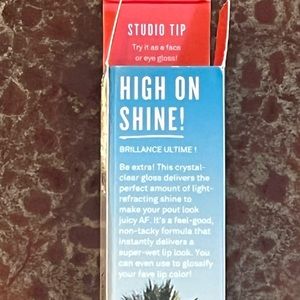 STUDIO TIP
Try it as a face
or eye gloss!
HIGH ON
SHINE!
BRILLANCE ULTIME !
Be extra! This crystal-
clear gloss delivers the
perfect amount of light-
refracting shine to
make your pout look
juicy AF. It's a feel-good,
non-tacky formula that
instantly delivers a
super-wet lip look. You
can even use to glossify
your fave lip color!